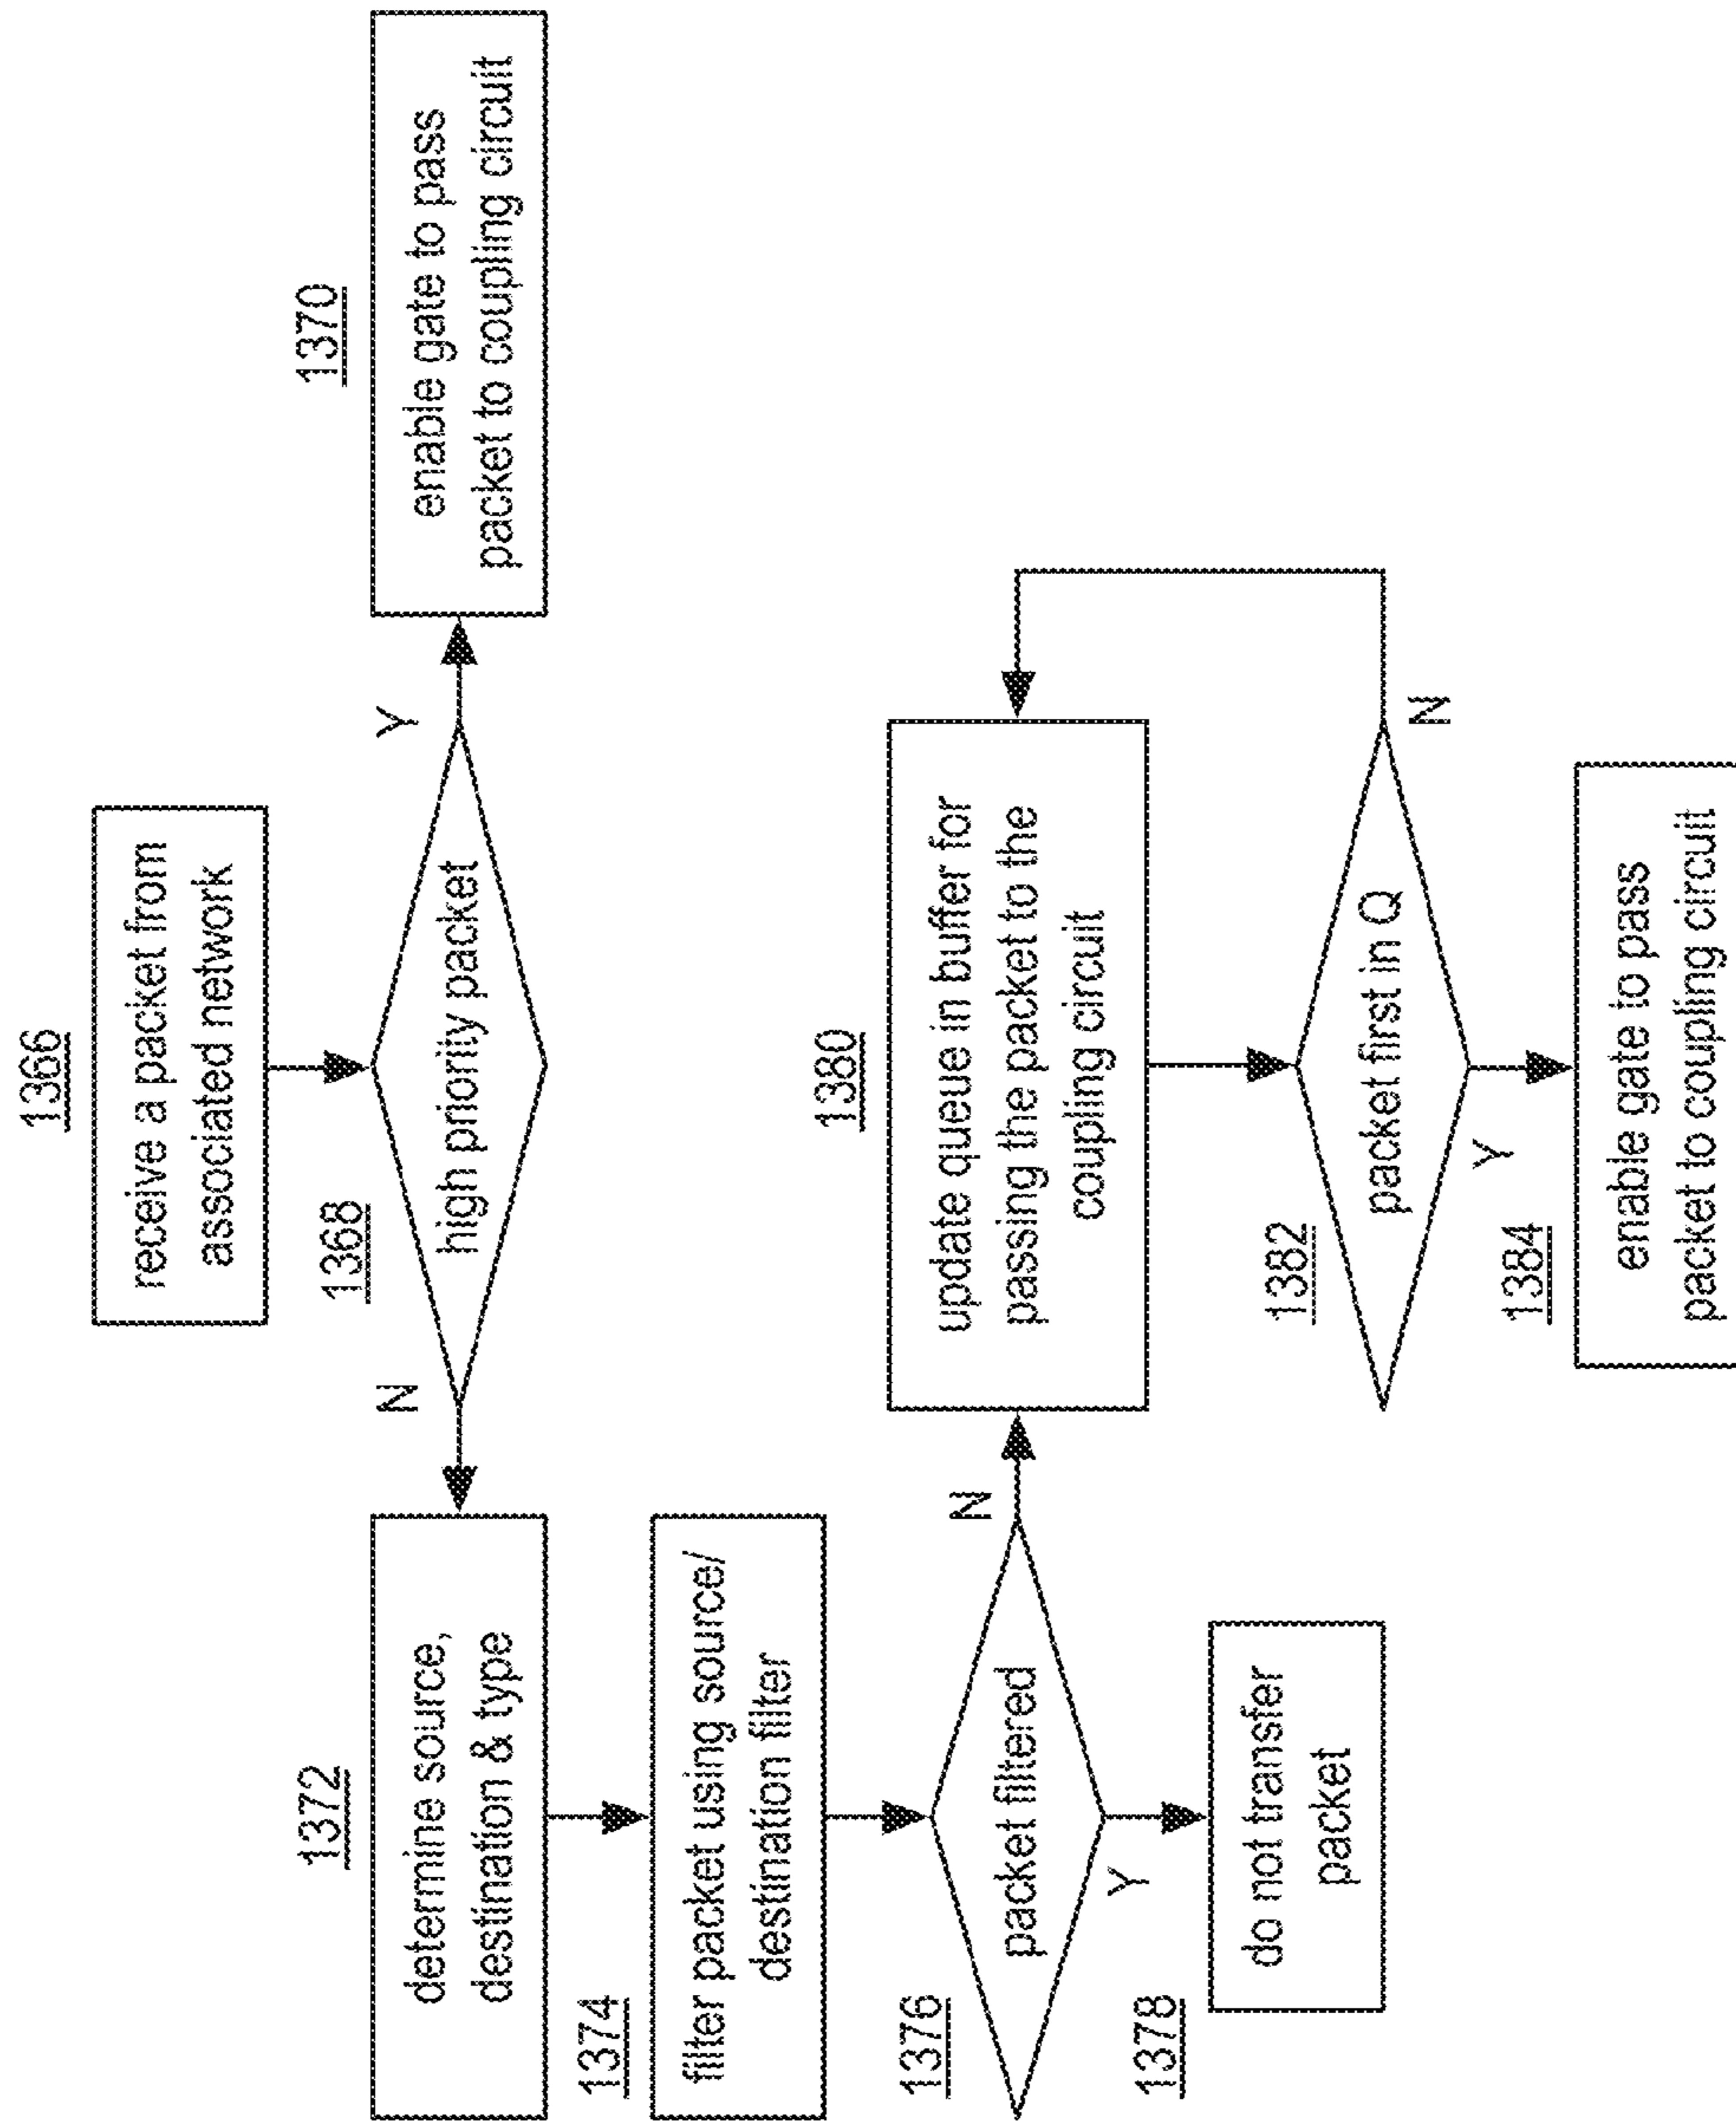 1366
receive a packet from
associated network
1368
high priority packet
Y
1370
enable gate to pass
packet to coupling circuit
N
1372
determine source,
destination & type
1374
filter packet using source/
destination filter
1376
packet filtered
Y
1378
do not transfer
packet
N
1380
update queue in buffer for
passing the packet to the
coupling circuit
1382
packet first in Q
N
Y
1384
enable gate to pass
packet to coupling circuit